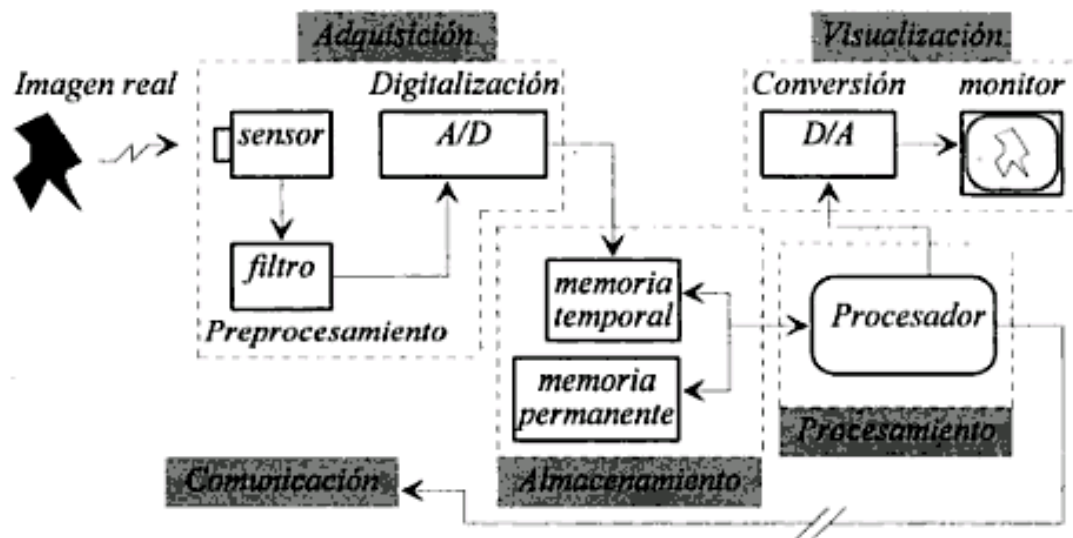 Adquisición
Visualización
Imagen real
Digitalización
Conversión
monitor
sensor
A/D
D/A
filtro
Preprocesamiento
memoria
temporal
Procesador
memoria
permanente
Procesamiento
Comunicación
Almacenamiento